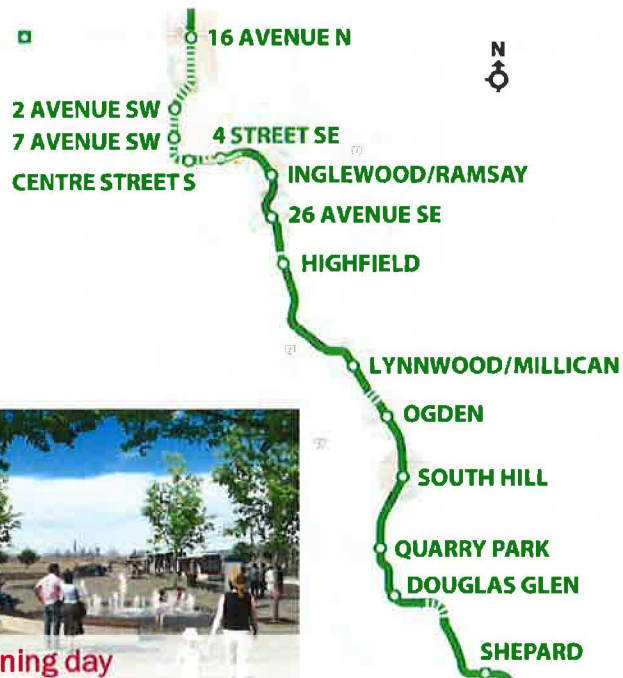 16 AVENUE N
N
2 AVENUE SW
7 AVENUE SW
4 STREET SE
CENTRE STREET S
INGLEWOOD/RAMSAY
26 AVENUE SE
HIGHFIELD
LYNNWOOD/MILLICAN
OGDEN
SOUTH HILL
QUARRY PARK
DOUGLAS GLEN
ning day
SHEPARD